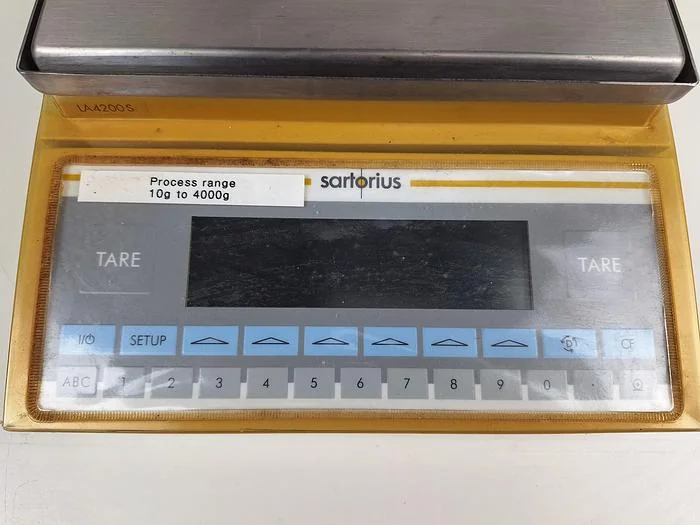 LA4200S
Process range
10g to 4000g
sartorius
TARE
TARE
I/⏻ SETUP CF
ABC 1 2 3 4 5 6 7 8 9 0 .